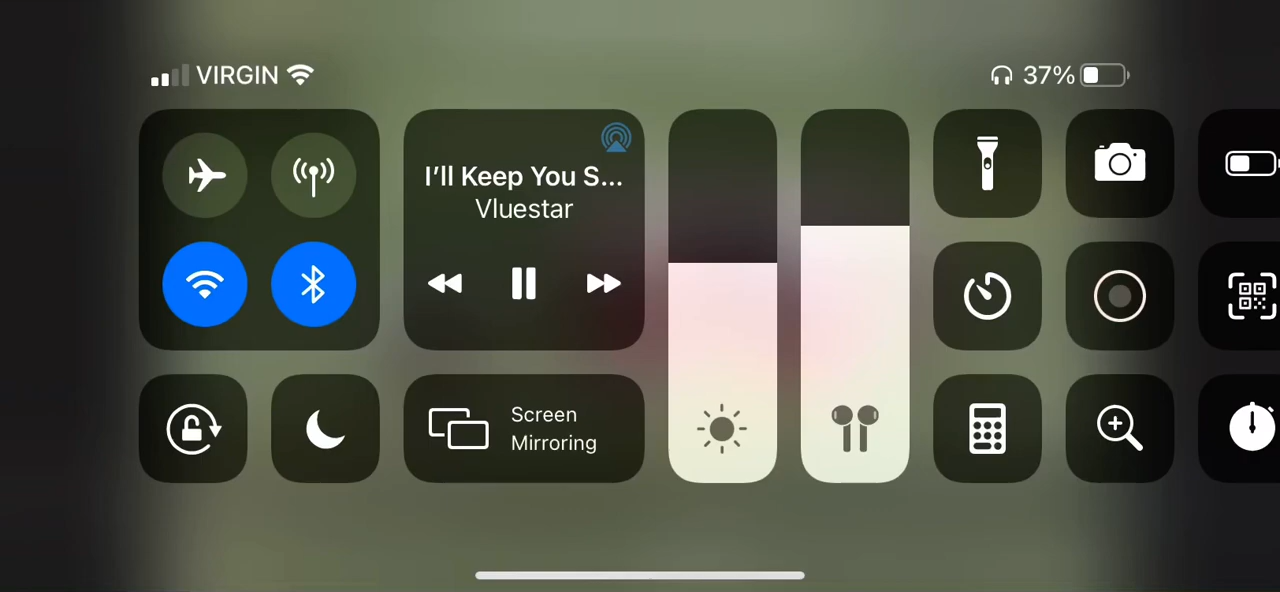 VIRGIN
37%
I'll Keep You S...
Vluestar
Screen
Mirroring